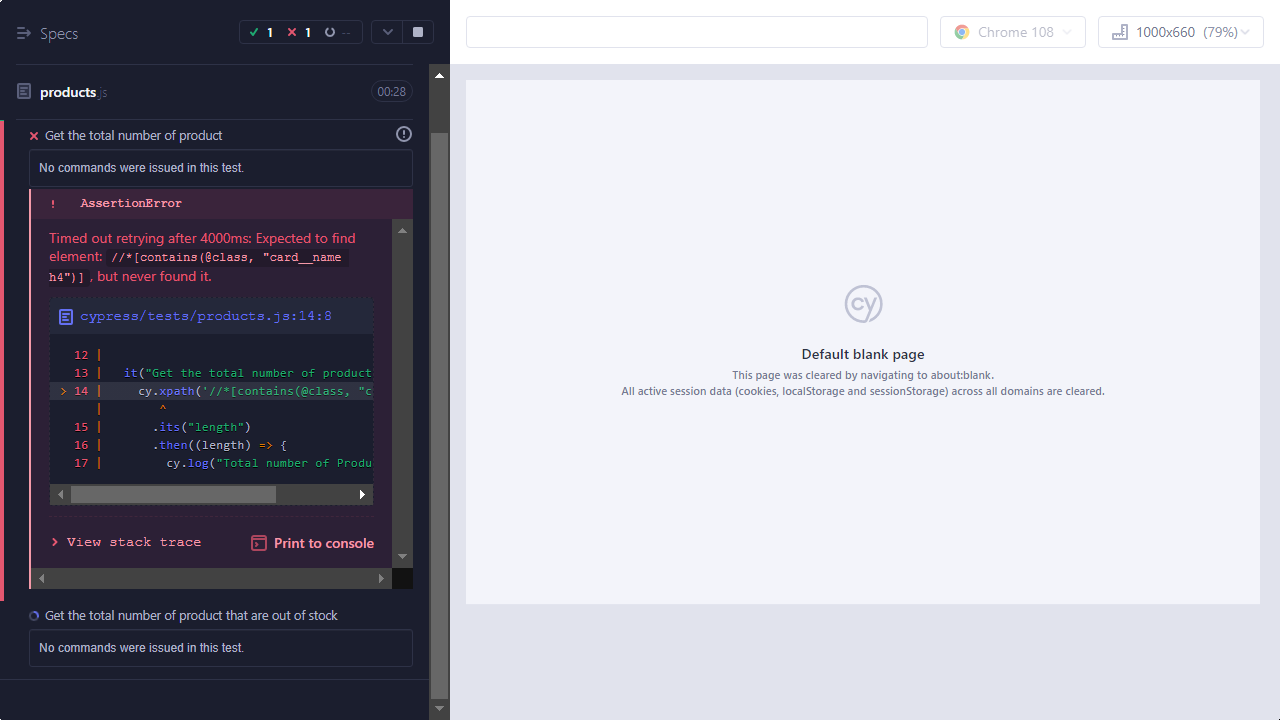 Specs
1
1
--
Chrome 108
1000x660 (79%)
products.js
00:28
Get the total number of product
No commands were issued in this test.
! AssertionError
Timed out retrying after 4000ms: Expected to find
element: //*[contains(@class, "card__name
h4")], but never found it.
cypress/tests/products.js:14:8
12 |
13 | it("Get the total number of product
> 14 | cy.xpath('//*[contains(@class, "c
| ^
15 | .its("length")
16 | .then((length) => {
17 | cy.log("Total number of Produ
> View stack trace
Print to console
Get the total number of product that are out of stock
No commands were issued in this test.
cy
Default blank page
This page was cleared by navigating to about:blank.
All active session data (cookies, localStorage and sessionStorage) across all domains are cleared.